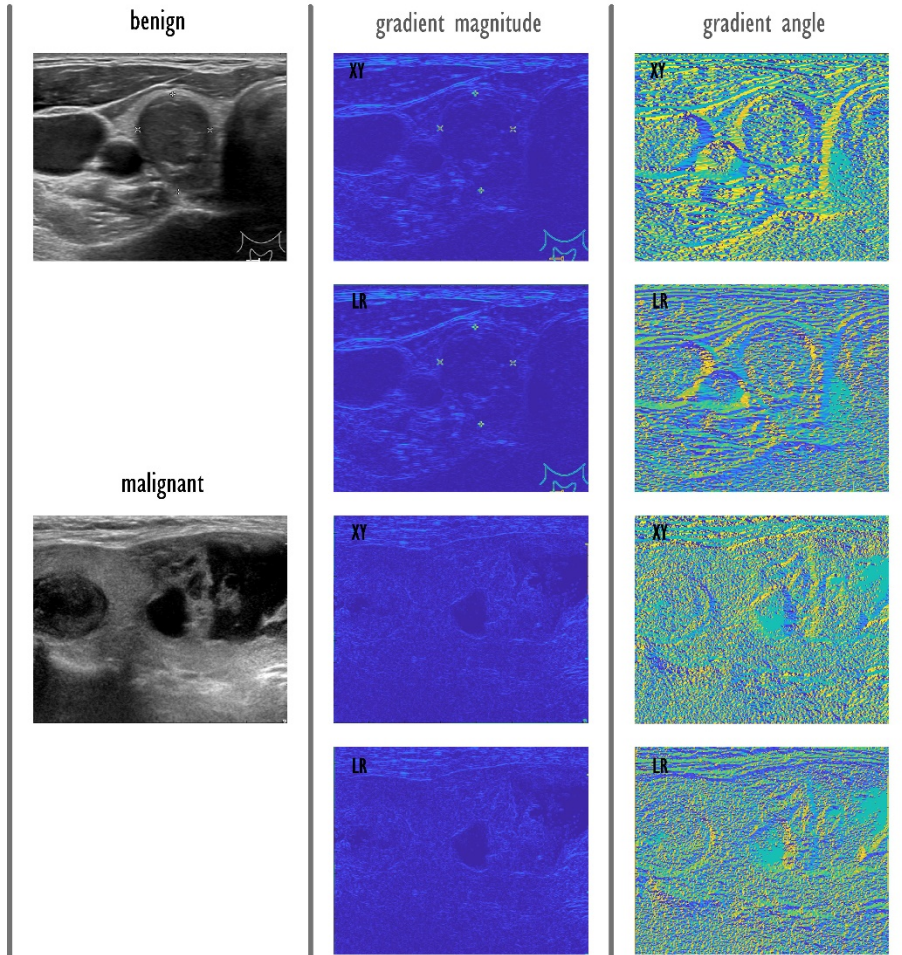 benign gradient magnitude gradient angle
XY XY
LR LR
malignant
XY XY
LR LR